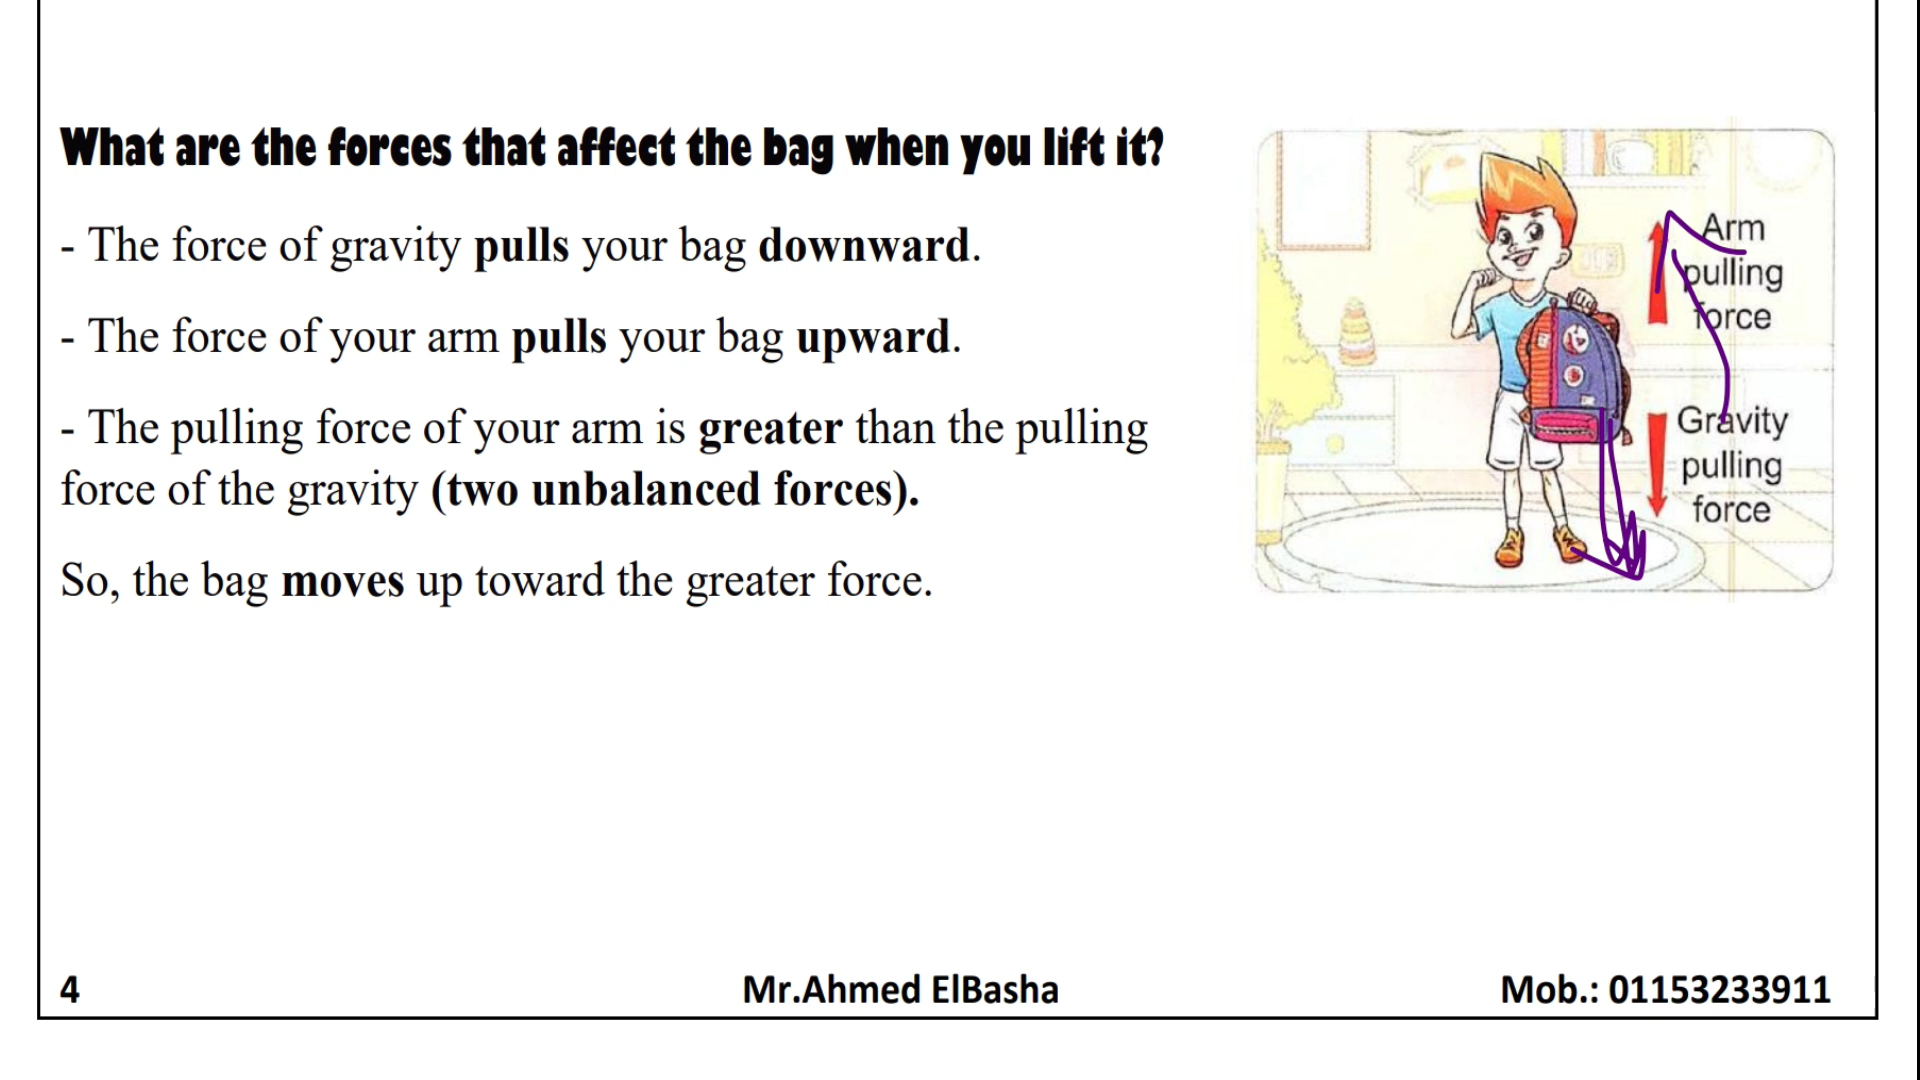 What are the forces that affect the bag when you lift it?
- The force of gravity pulls your bag downward.
- The force of your arm pulls your bag upward.
- The pulling force of your arm is greater than the pulling
force of the gravity (two unbalanced forces).
So, the bag moves up toward the greater force.
Arm
pulling
force
Gravity
pulling
force
4 Mr.Ahmed ElBasha Mob.: 01153233911